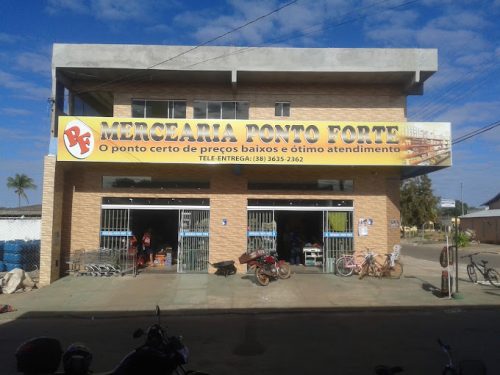 PF
MERCEARIA PONTO FORTE
O ponto certo de preços baixos e ótimo atendimento
TELE-ENTREGA: (38) 3635-2362